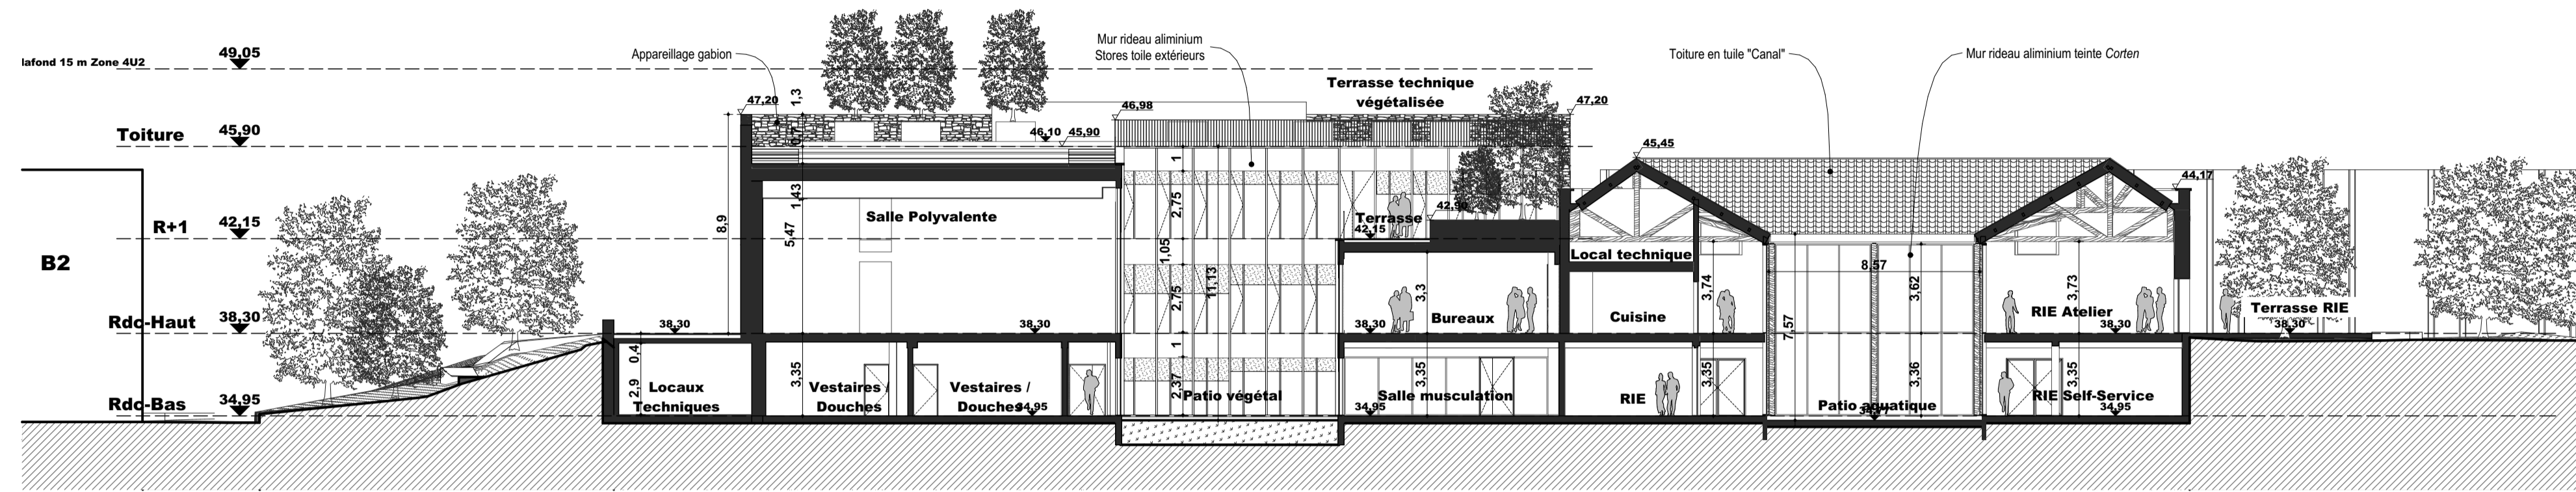 lafond 15 m Zone 4U2
49,05
Appareillage gabion
Mur rideau aliminium
Stores toile extérieurs
Toiture en tuile "Canal"
Mur rideau aliminium teinte Corten
Terrasse technique
végétalisée
47,20
1,3
46,98
47,20
Toiture
45,90
0,7
46,10
45,90
45,45
44,17
1
1,43
2,75
R+1
42,15
8,9
5,47
Salle Polyvalente
Terrasse
42,90
42,15
B2
1,05
11,13
Local technique
8,57
3,74
3,62
3,73
2,75
3,3
Rdc-Haut
38,30
38,30
38,30
38,30
Bureaux
Cuisine
RIE Atelier
38,30
Terrasse RIE
38,30
7,57
0,4
2,9
3,35
1
2,37
3,35
3,35
3,36
3,35
Rdc-Bas
34,95
Locaux
Techniques
Vestaires /
Douches
Vestaires /
Douches
34,95
Patio végétal
Salle musculation
34,95
RIE
Patio aquatique
RIE Self-Service
34,95